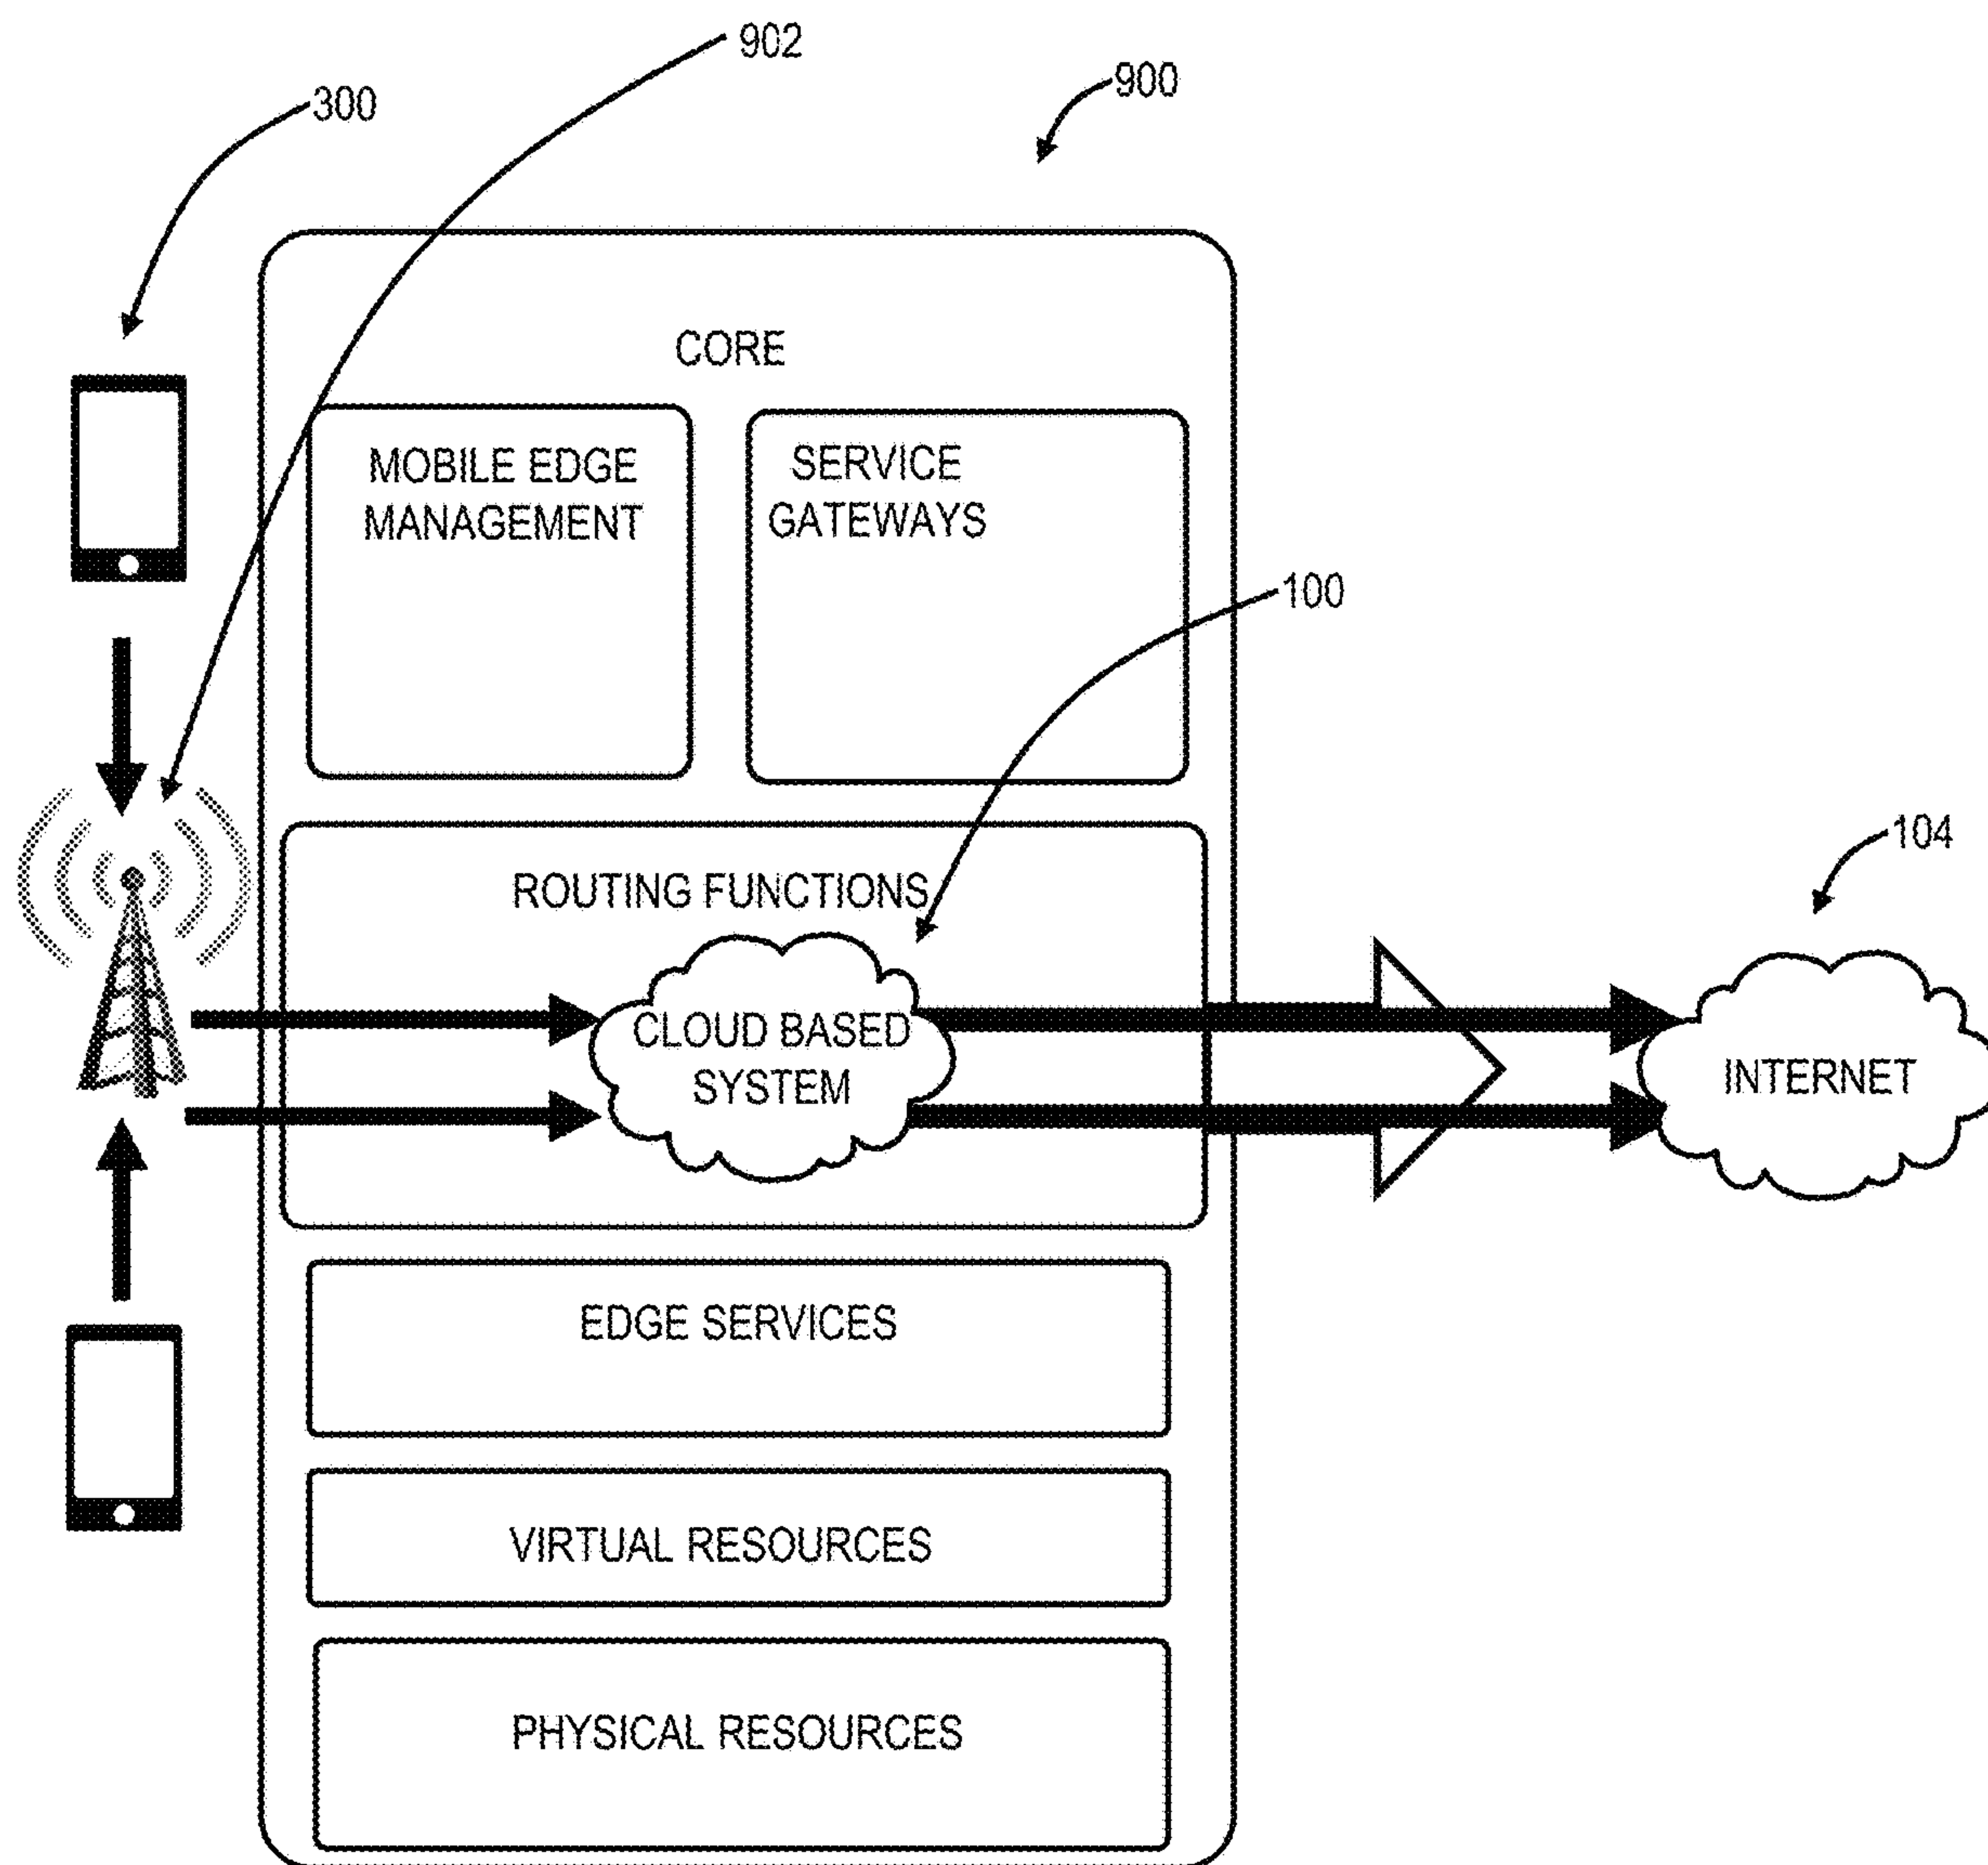 902
900
300
CORE
MOBILE EDGE
MANAGEMENT
SERVICE
GATEWAYS
100
104
ROUTING FUNCTIONS
CLOUD BASED
SYSTEM
INTERNET
EDGE SERVICES
VIRTUAL RESOURCES
PHYSICAL RESOURCES